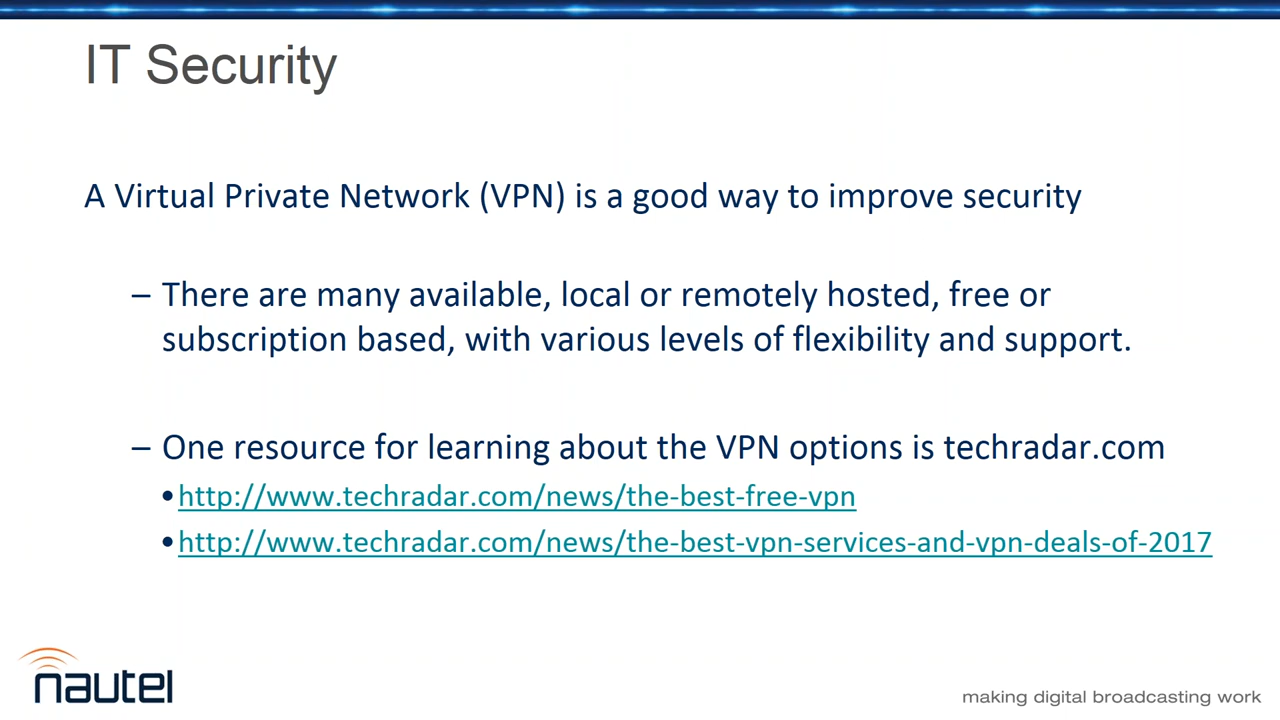 IT Security
A Virtual Private Network (VPN) is a good way to improve security
– There are many available, local or remotely hosted, free or
subscription based, with various levels of flexibility and support.
– One resource for learning about the VPN options is techradar.com
•http://www.techradar.com/news/the-best-free-vpn
•http://www.techradar.com/news/the-best-vpn-services-and-vpn-deals-of-2017
nautel
making digital broadcasting work